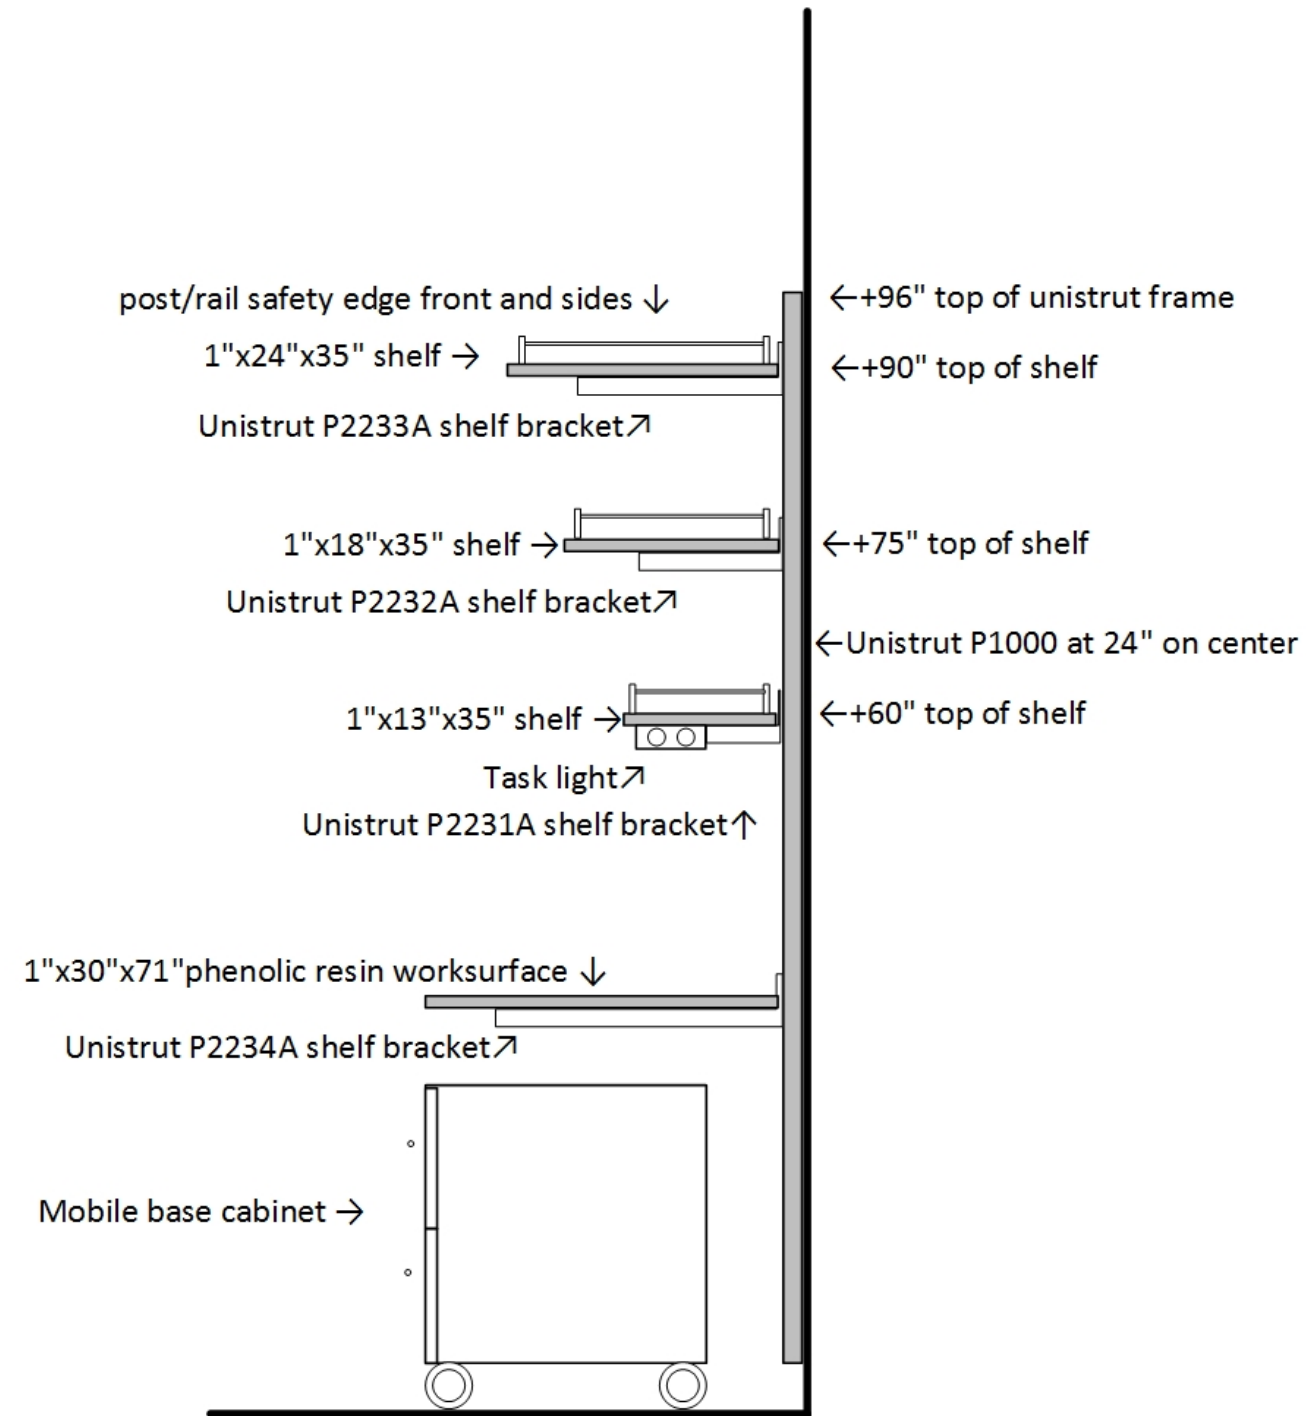 post/rail safety edge front and sides ↓
←+96" top of unistrut frame
1"x24"x35" shelf →
←+90" top of shelf
Unistrut P2233A shelf bracket↗
1"x18"x35" shelf →
←+75" top of shelf
Unistrut P2232A shelf bracket↗
←Unistrut P1000 at 24" on center
1"x13"x35" shelf →
←+60" top of shelf
Task light↗
Unistrut P2231A shelf bracket↑
1"x30"x71"phenolic resin worksurface ↓
Unistrut P2234A shelf bracket↗
Mobile base cabinet →